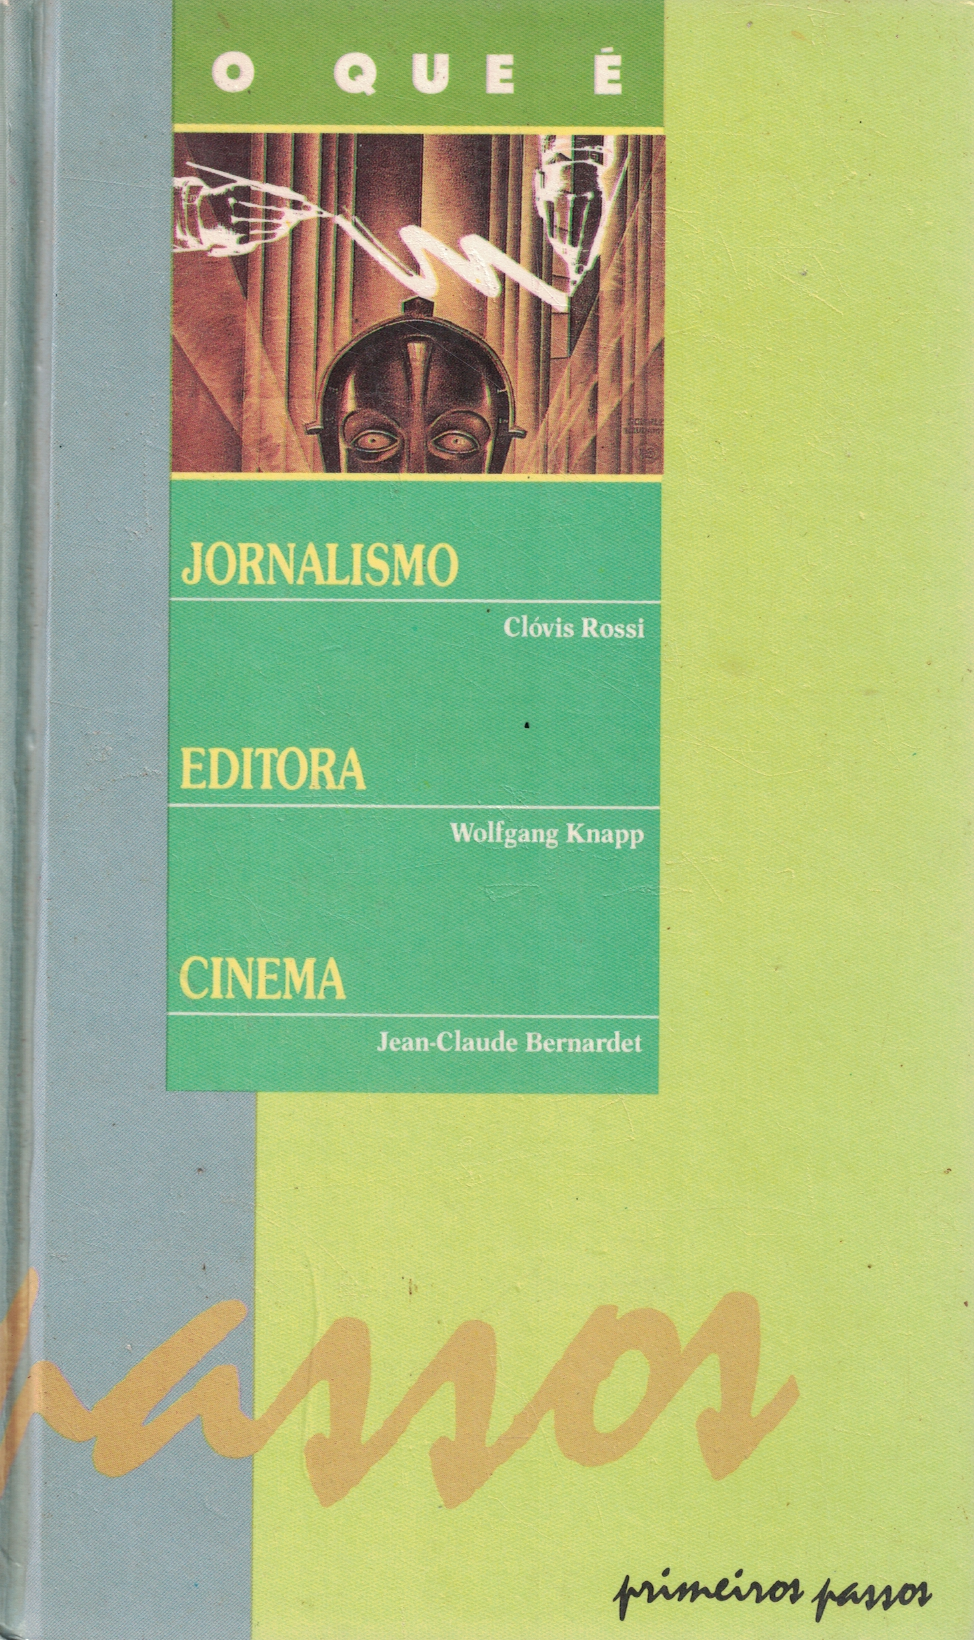 O QUE É
JORNALISMO
Clóvis Rossi
EDITORA
Wolfgang Knapp
CINEMA
Jean-Claude Bernardet
passos
primeiros passos